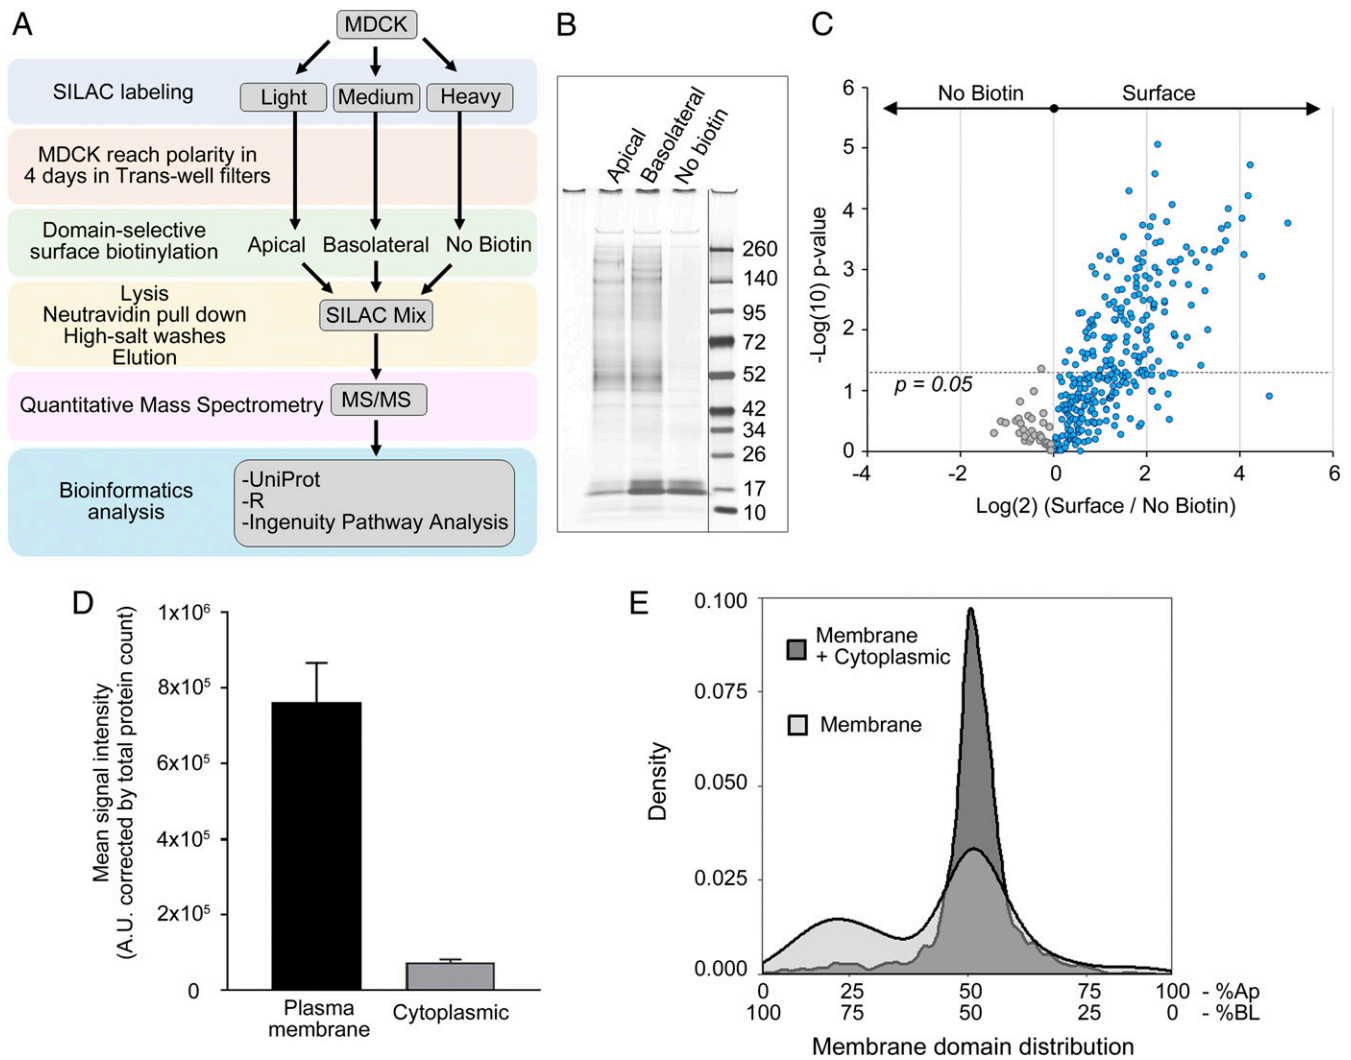 A
MDCK
SILAC labeling
Light
Medium
Heavy
MDCK reach polarity in
4 days in Trans-well filters
Domain-selective
surface biotinylation
Apical
Basolateral
No Biotin
Lysis
Neutravidin pull down
High-salt washes
Elution
SILAC Mix
Quantitative Mass Spectrometry
MS/MS
Bioinformatics
analysis
-UniProt
-R
-Ingenuity Pathway Analysis
B
Apical
Basolateral
No biotin
260
140
95
72
52
42
34
26
17
10
C
No Biotin
Surface
6
5
4
3
2
1
0
-Log(10) p-value
p = 0.05
-4
-2
0
2
4
6
Log(2) (Surface / No Biotin)
D
Mean signal intensity
(A.U. corrected by total protein count)
1x10⁶
8x10⁵
6x10⁵
4x10⁵
2x10⁵
0
Plasma
membrane
Cytoplasmic
E
Membrane
+ Cytoplasmic
Membrane
Density
0.100
0.075
0.050
0.025
0.000
0 25 50 75 100 - %Ap
100 75 50 25 0 - %BL
Membrane domain distribution